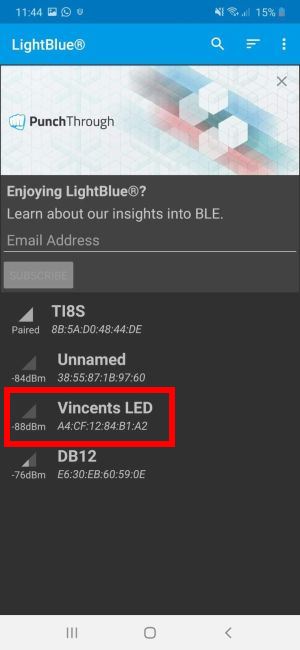 11:44
15%
LightBlue®
PunchThrough
Enjoying LightBlue®?
Learn about our insights into BLE.
Email Address
SUBSCRIBE
TI8S
Paired
8B:5A:D0:48:44:DE
Unnamed
-84dBm
38:55:87:1B:97:60
Vincents LED
-88dBm
A4:CF:12:84:B1:A2
DB12
-76dBm
E6:30:EB:60:59:0E